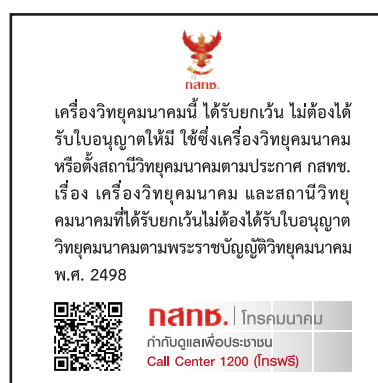 กสทช.
เครื่องวิทยุคมนาคมนี้ ได้รับยกเว้น ไม่ต้องได้
รับใบอนุญาตให้มี ใช้ซึ่งเครื่องวิทยุคมนาคม
หรือตั้งสถานีวิทยุคมนาคมตามประกาศ กสทช.
เรื่อง เครื่องวิทยุคมนาคม และสถานีวิทยุ
คมนาคมที่ได้รับยกเว้นไม่ต้องได้รับใบอนุญาต
วิทยุคมนาคมตามพระราชบัญญัติวิทยุคมนาคม
พ.ศ. 2498
กสทช. | โทรคมนาคม
กำกับดูแลเพื่อประชาชน
Call Center 1200 (โทรฟรี)